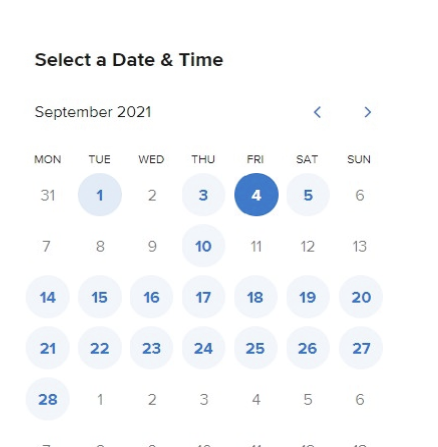 Select a Date & Time
September 2021
MON TUE WED THU FRI SAT SUN
31 1 2 3 4 5 6
7 8 9 10 11 12 13
14 15 16 17 18 19 20
21 22 23 24 25 26 27
28 1 2 3 4 5 6